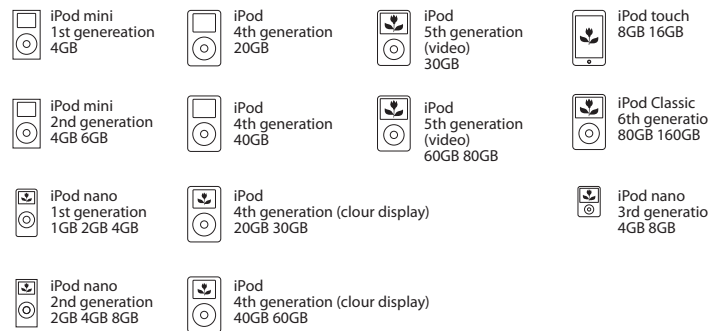 iPod mini
1st genereation
4GB
iPod
4th generation
20GB
iPod
5th generation
(video)
30GB
iPod touch
8GB 16GB
iPod mini
2nd generation
4GB 6GB
iPod
4th generation
40GB
iPod
5th generation
(video)
60GB 80GB
iPod Classic
6th generatio
80GB 160GB
iPod nano
1st generation
1GB 2GB 4GB
iPod
4th generation (clour display)
20GB 30GB
iPod nano
3rd generatio
4GB 8GB
iPod nano
2nd generation
2GB 4GB 8GB
iPod
4th generation (clour display)
40GB 60GB